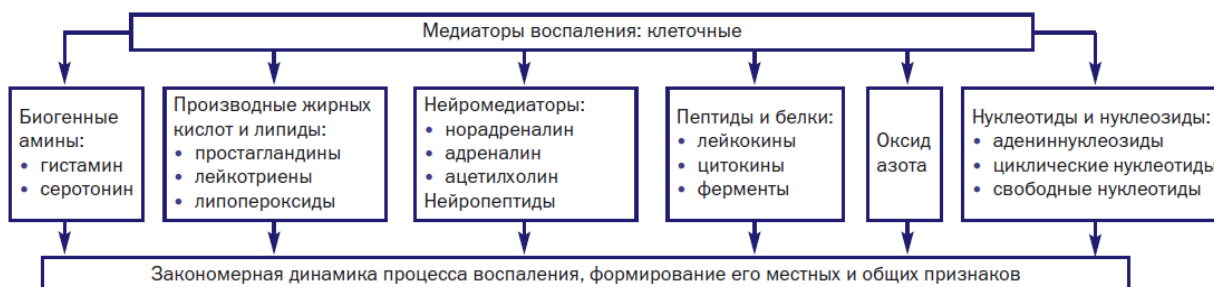 Медиаторы воспаления: клеточные
Биогенные
амины:
• гистамин
• серотонин
Производные жирных
кислот и липиды:
• простагландины
• лейкотриены
• липопероксиды
Нейромедиаторы:
• норадреналин
• адреналин
• ацетилхолин
Нейропептиды
Пептиды и белки:
• лейкокины
• цитокины
• ферменты
Оксид
азота
Нуклеотиды и нуклеозиды:
• адениннуклеозиды
• циклические нуклеотиды
• свободные нуклеотиды
Закономерная динамика процесса воспаления, формирование его местных и общих признаков